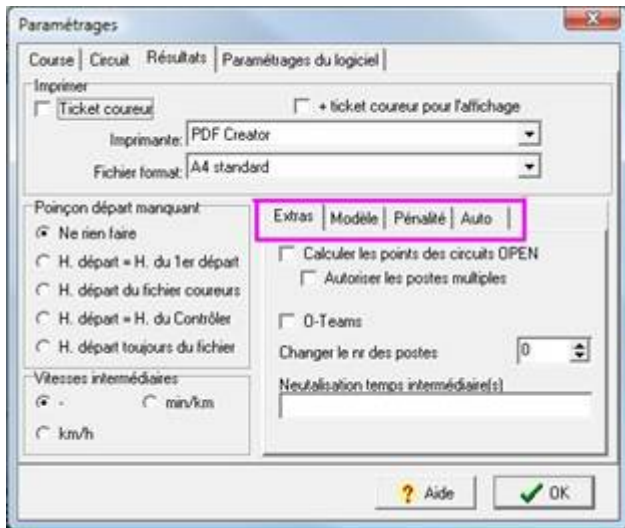 Paramétrages
Course Circuit Résultats Paramétrages du logiciel
Imprimer
Ticket coureur + ticket coureur pour l'affichage
Imprimante: PDF Creator
Fichier format: A4 standard
Poinçon départ manquant
Ne rien faire
H. départ = H. du 1er départ
H. départ du fichier coureurs
H. départ = H. du Contrôler
H. départ toujours du fichier
Vitesses intermédiaires
- min/km
km/h
Extras Modèle Pénalité Auto
Calculer les points des circuits OPEN
Autoriser les postes multiples
O-Teams
Changer le nr des postes 0
Neutalisation temps intermédiaire(s)
? Aide OK